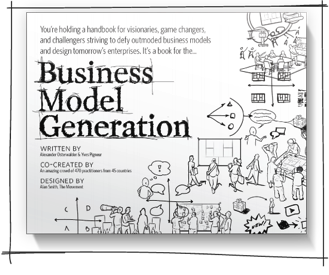 You're holding a handbook for visionaries, game changers,
and challengers striving to defy outmoded business models
and design tomorrow's enterprises. It's a book for the...
Business
Model
Generation
WRITTEN BY
Alexander Osterwalder & Yves Pigneur
CO-CREATED BY
An amazing crowd of 470 practitioners from 45 countries
DESIGNED BY
Alan Smith, The Movement